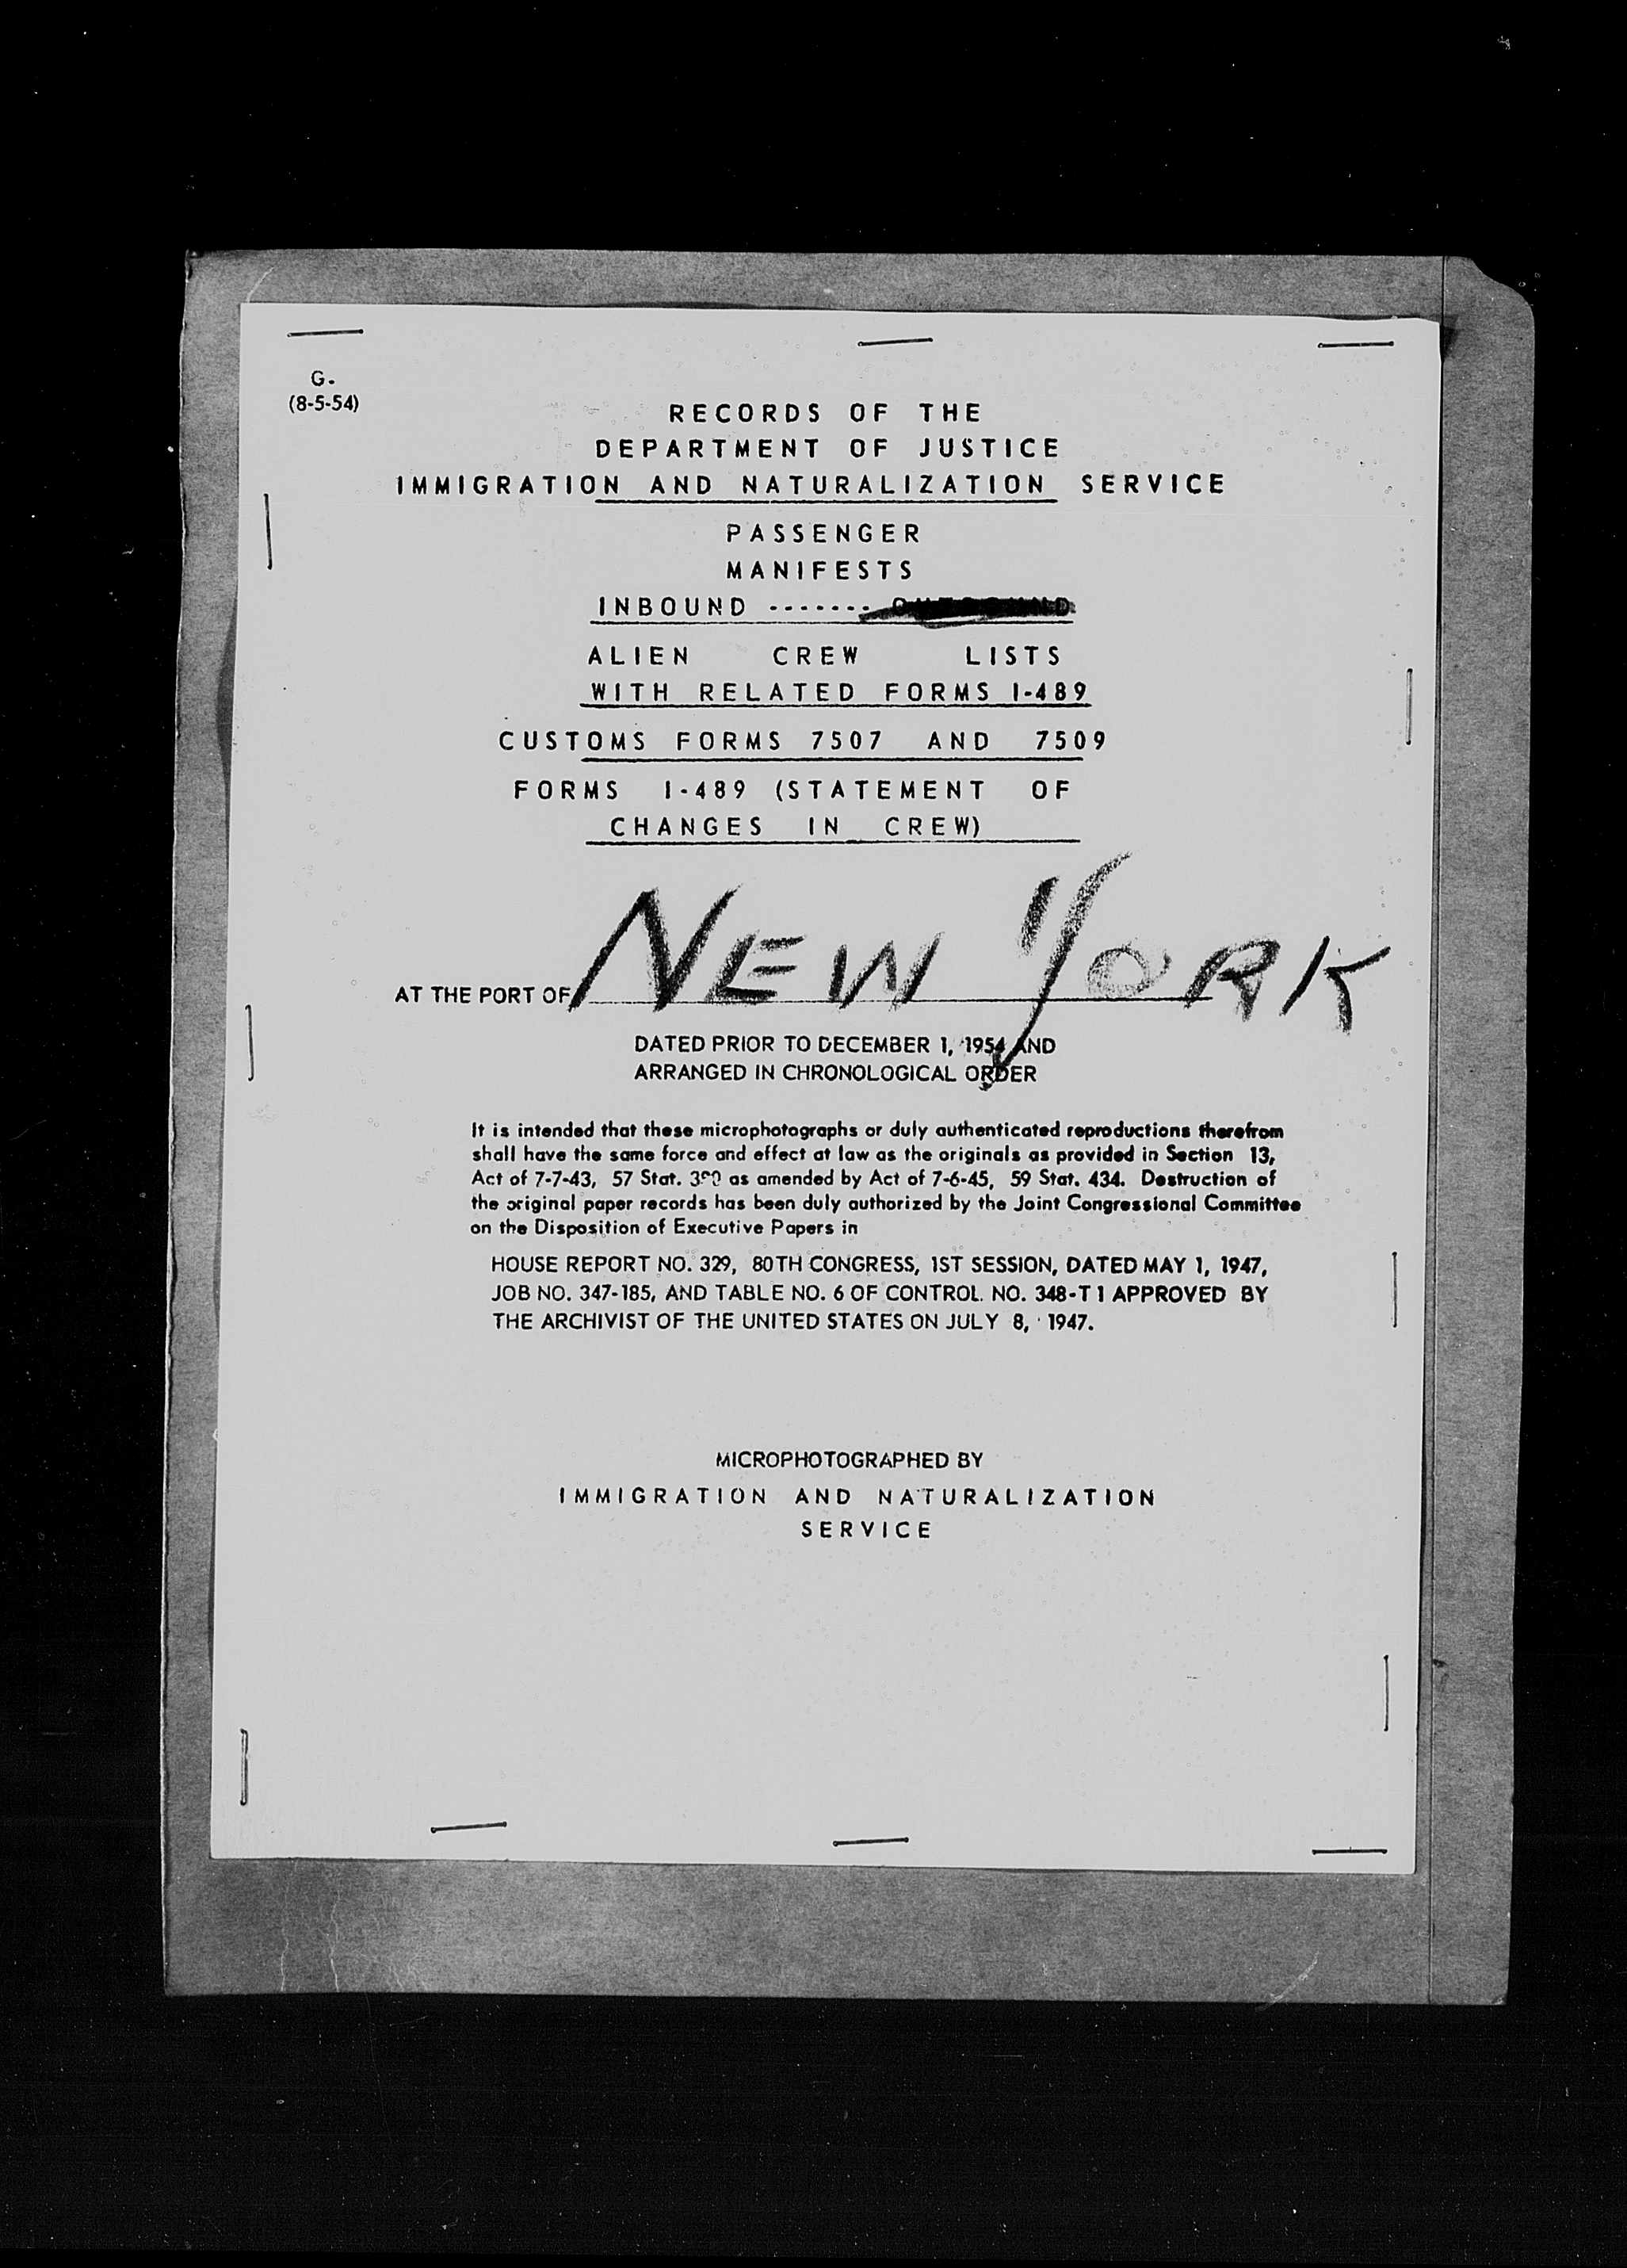 G-
(8-5-54)
RECORDS OF THE
DEPARTMENT OF JUSTICE
IMMIGRATION AND NATURALIZATION SERVICE
PASSENGER
MANIFESTS
INBOUND -------
ALIEN CREW LISTS
WITH RELATED FORMS I-489
CUSTOMS FORMS 7507 AND 7509
FORMS I-489 (STATEMENT OF
CHANGES IN CREW)
AT THE PORT OF NEW YORK
DATED PRIOR TO DECEMBER 1, 1954 AND
ARRANGED IN CHRONOLOGICAL ORDER
It is intended that these microphotographs or duly authenticated reproductions therefrom
shall have the same force and effect at law as the originals as provided in Section 13,
Act of 7-7-43, 57 Stat. as amended by Act of 7-6-45, 59 Stat. 434. Destruction of
the original paper records has been duly authorized by the Joint Congressional Committee
on the Disposition of Executive Papers in
HOUSE REPORT NO. 329, 80TH CONGRESS, 1ST SESSION, DATED MAY 1, 1947,
JOB NO. 347-185, AND TABLE NO. 6 OF CONTROL NO. 348-T1 APPROVED BY
THE ARCHIVIST OF THE UNITED STATES ON JULY 8, 1947.
MICROPHOTOGRAPHED BY
IMMIGRATION AND NATURALIZATION
SERVICE